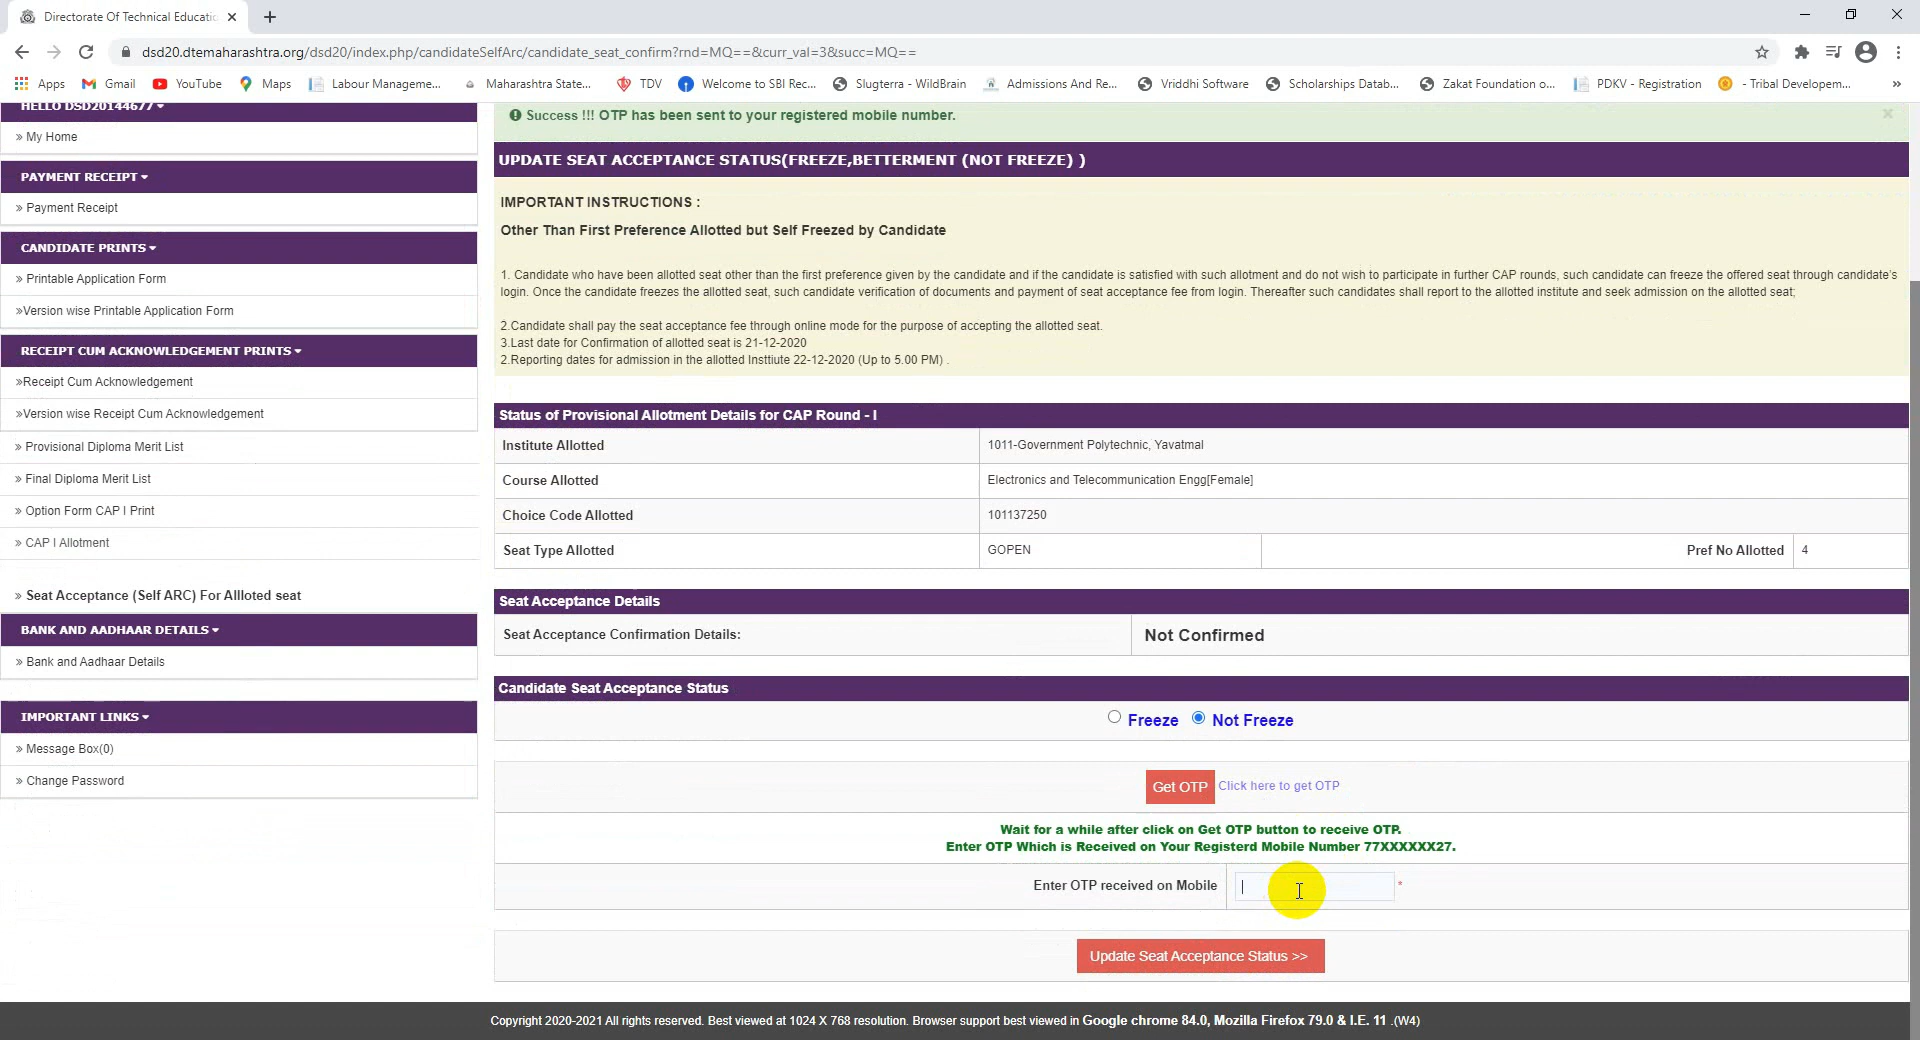 Directorate Of Technical Educatio
dsd20.dtemaharashtra.org/dsd20/index.php/candidateSelfArc/candidate_seat_confirm?rnd=MQ==&curr_val=3&succ=MQ==
Apps Gmail YouTube Maps Labour Manageme... Maharashtra State... TDV Welcome to SBI Rec... Slugterra - WildBrain Admissions And Re... Viriddhi Software Scholarships Datab... Zakat Foundation o... PDKV - Registration - Tribal Developem... »
HELLO DSD20144677
» My Home
PAYMENT RECEIPT
» Payment Receipt
CANDIDATE PRINTS
» Printable Application Form
»Version wise Printable Application Form
RECEIPT CUM ACKNOWLEDGEMENT PRINTS
»Receipt Cum Acknowledgement
»Version wise Receipt Cum Acknowledgement
» Provisional Diploma Merit List
» Final Diploma Merit List
» Option Form CAP I Print
» CAP I Allotment
» Seat Acceptance (Self ARC) For Allloted seat
BANK AND AADHAAR DETAILS
» Bank and Aadhaar Details
IMPORTANT LINKS
» Message Box(0)
» Change Password
Success !!! OTP has been sent to your registered mobile number.
UPDATE SEAT ACCEPTANCE STATUS(FREEZE,BETTERMENT (NOT FREEZE) )
IMPORTANT INSTRUCTIONS :
Other Than First Preference Allotted but Self Freezed by Candidate
1. Candidate who have been allotted seat other than the first preference given by the candidate and if the candidate is satisfied with such allotment and do not wish to participate in further CAP rounds, such candidate can freeze the offered seat through candidate's
login. Once the candidate freezes the allotted seat, such candidate verification of documents and payment of seat acceptance fee from login. Thereafter such candidates shall report to the allotted institute and seek admission on the allotted seat;
2.Candidate shall pay the seat acceptance fee through online mode for the purpose of accepting the allotted seat.
3.Last date for Confirmation of allotted seat is 21-12-2020
2.Reporting dates for admission in the allotted Insttiute 22-12-2020 (Up to 5.00 PM) .
Status of Provisional Allotment Details for CAP Round - I
Institute Allotted 1011-Government Polytechnic, Yavatmal
Course Allotted Electronics and Telecommunication Engg[Female]
Choice Code Allotted 101137250
Seat Type Allotted GOPEN Pref No Allotted 4
Seat Acceptance Details
Seat Acceptance Confirmation Details: Not Confirmed
Candidate Seat Acceptance Status
Freeze Not Freeze
Get OTP Click here to get OTP
Wait for a while after click on Get OTP button to receive OTP.
Enter OTP Which is Received on Your Registerd Mobile Number 77XXXXXX27.
Enter OTP received on Mobile *
Update Seat Acceptance Status >>
Copyright 2020-2021 All rights reserved. Best viewed at 1024 X 768 resolution. Browser support best viewed in Google chrome 84.0, Mozilla Firefox 79.0 & I.E. 11 .(W4)